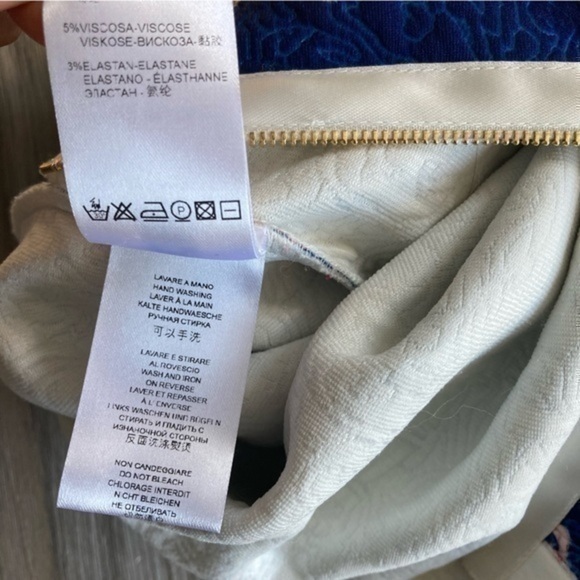 5%VISCOSA-VISCOSE
VISKOSE-ВИСКОЗА-黏胶
3%ELASTAN-ELASTANE
ELASTANO - ÉLASTHANNE
ЭЛАСТАН - 氨纶
LAVARE A MANO
HAND WASHING
LAVER À LA MAIN
KALTE HANDWAESCHE
РУЧНАЯ СТИРКА
可以手洗
LAVARE E STIRARE
AL ROVESCIO
WASH AND IRON
ON REVERSE
LAVER ET REPASSER
À L'ENVERSE
LINKS WASCHEN UND BÜGELN
СТИРАТЬ И ГЛАДИТЬ С
ИЗНАНОЧНОЙ СТОРОНЫ
反面洗涤熨烫
NON CANDEGGIARE
DO NOT BLEACH
CHLORAGE INTERDIT
NICHT BLEICHEN
НЕ ОТБЕЛИВАТЬ